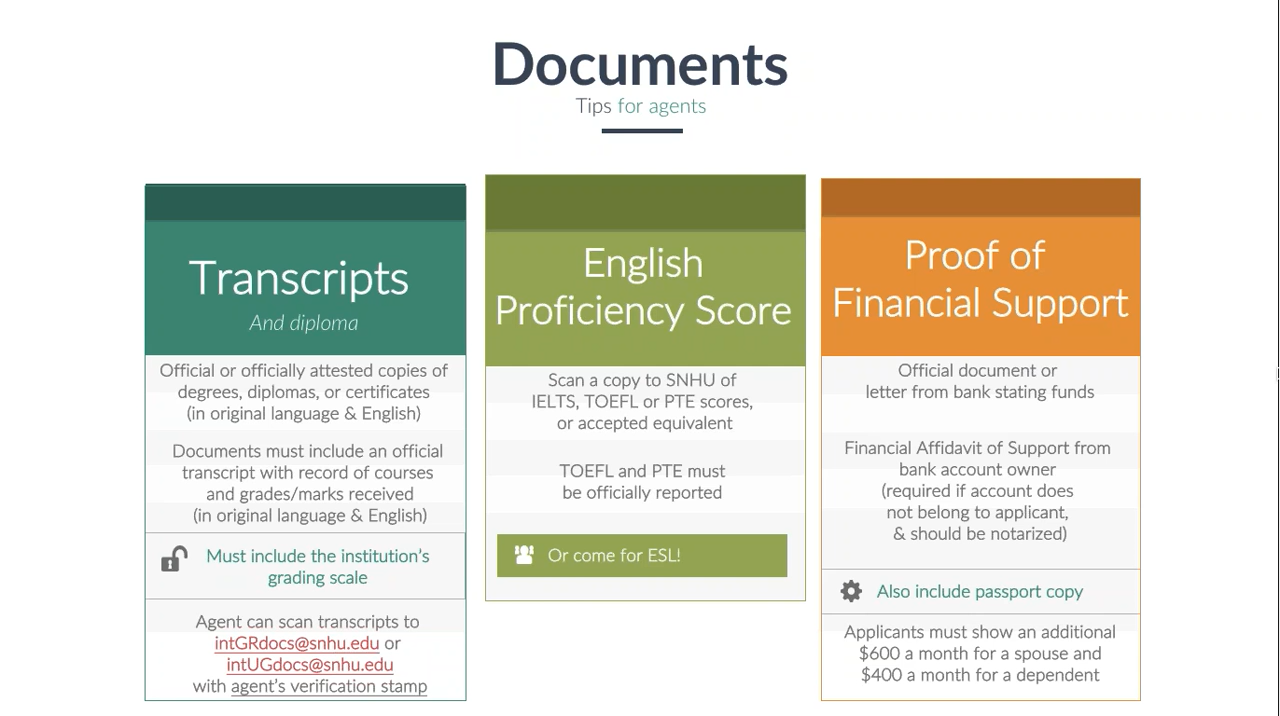 Documents
Tips for agents
Transcripts
And diploma
Official or officially attested copies of
degrees, diplomas, or certificates
(in original language & English)
Documents must include an official
transcript with record of courses
and grades/marks received
(in original language & English)
Must include the institution's
grading scale
Agent can scan transcripts to
intGRdocs@snhu.edu or
intUGdocs@snhu.edu
with agent's verification stamp
English
Proficiency Score
Scan a copy to SNHU of
IELTS, TOEFL or PTE scores,
or accepted equivalent
TOEFL and PTE must
be officially reported
Or come for ESL!
Proof of
Financial Support
Official document or
letter from bank stating funds
Financial Affidavit of Support from
bank account owner
(required if account does
not belong to applicant,
& should be notarized)
Also include passport copy
Applicants must show an additional
$600 a month for a spouse and
$400 a month for a dependent